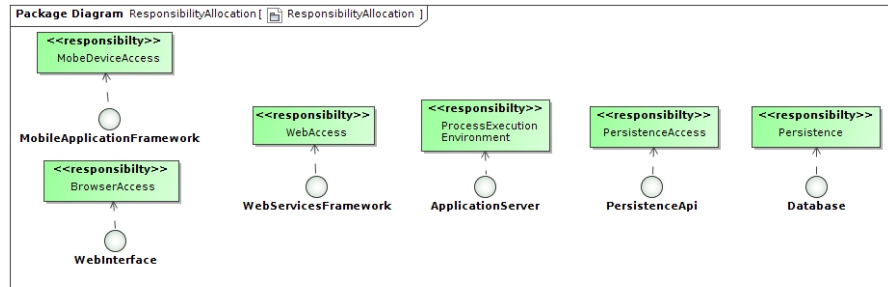 Package Diagram ResponsibilityAllocation [ ResponsibilityAllocation ]
<<responsibilty>>
MobeDeviceAccess
MobileApplicationFramework
<<responsibilty>>
BrowserAccess
WebInterface
<<responsibilty>>
WebAccess
WebServicesFramework
<<responsibilty>>
ProcessExecution
Environment
ApplicationServer
<<responsibilty>>
PersistenceAccess
PersistenceApi
<<responsibilty>>
Persistence
Database